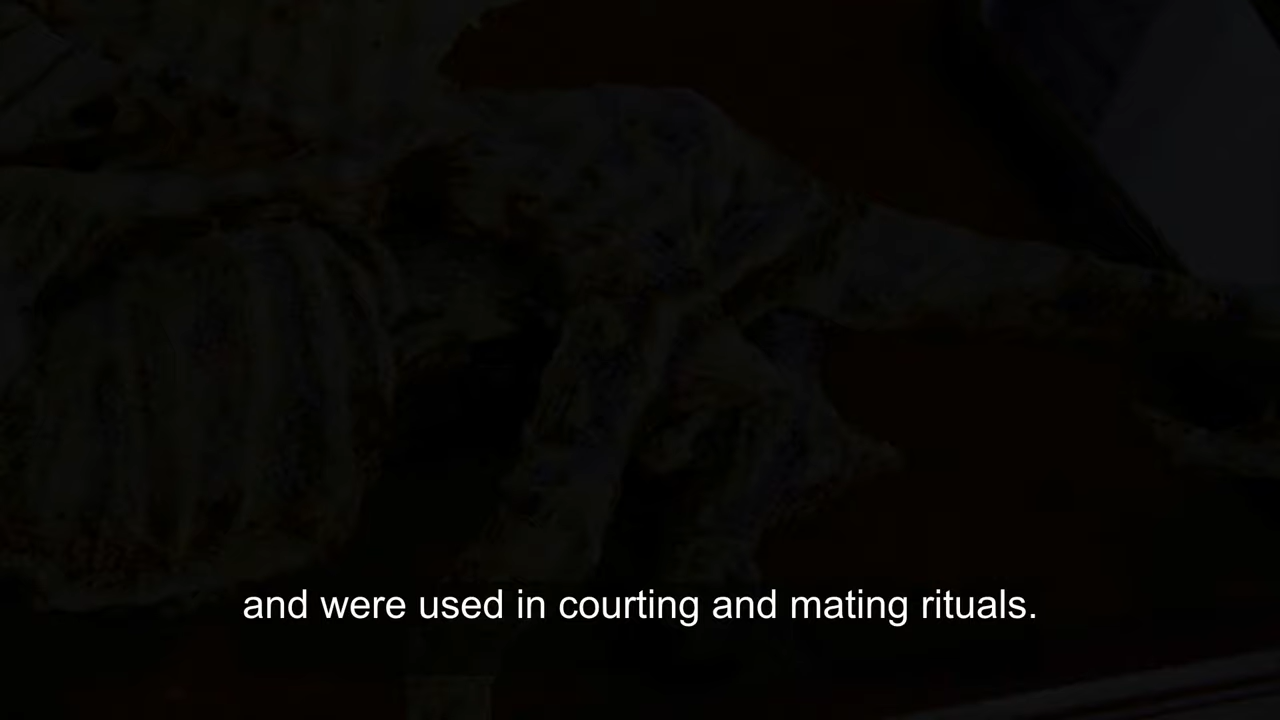 and were used in courting and mating rituals.